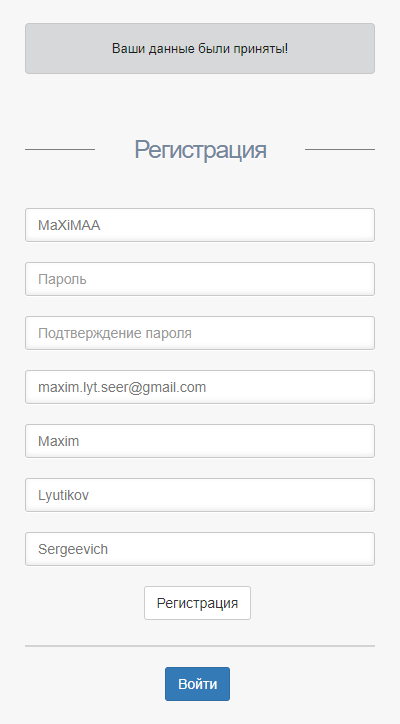 Ваши данные были приняты!
Регистрация
MaXiMAA
Пароль
Подтверждение пароля
maxim.lyt.seer@gmail.com
Maxim
Lyutikov
Sergeevich
Регистрация
Войти